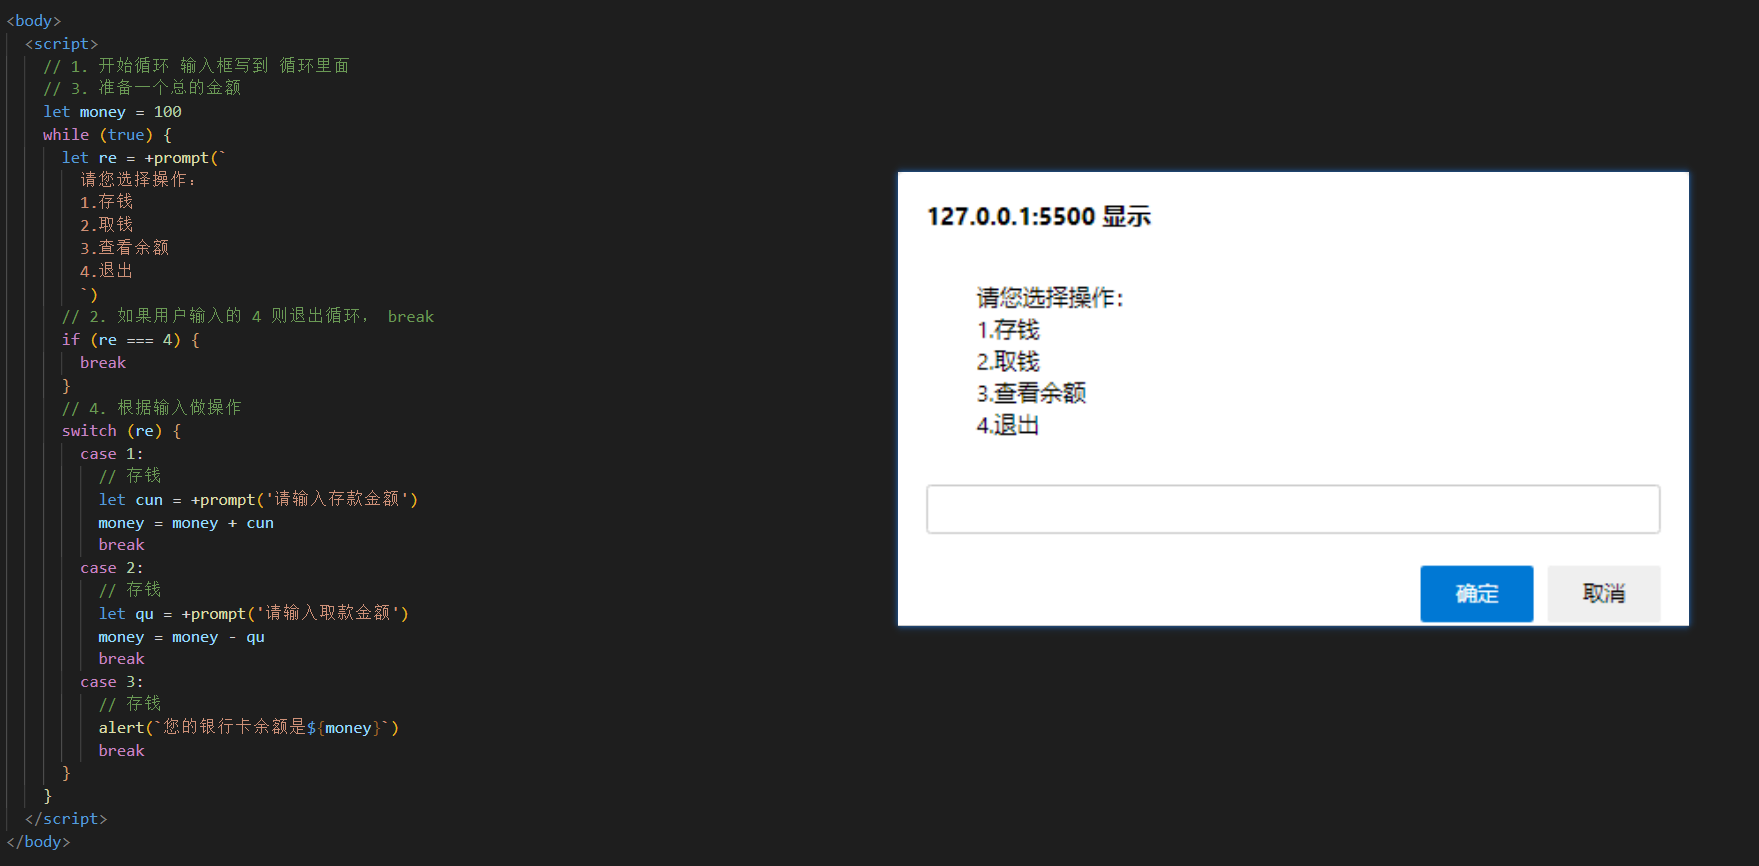 <body>
<script>
// 1. 开始循环 输入框写到 循环里面
// 3. 准备一个总的金额
let money = 100
while (true) {
let re = +prompt(`
请您选择操作：
1.存钱
2.取钱
3.查看余额
4.退出
`)
// 2. 如果用户输入的 4 则退出循环， break
if (re === 4) {
break
}
// 4. 根据输入做操作
switch (re) {
case 1:
// 存钱
let cun = +prompt('请输入存款金额')
money = money + cun
break
case 2:
// 存钱
let qu = +prompt('请输入取款金额')
money = money - qu
break
case 3:
// 存钱
alert(`您的银行卡余额是${money}`)
break
}
}
</script>
</body>
127.0.0.1:5500 显示
请您选择操作：
1.存钱
2.取钱
3.查看余额
4.退出
确定 取消